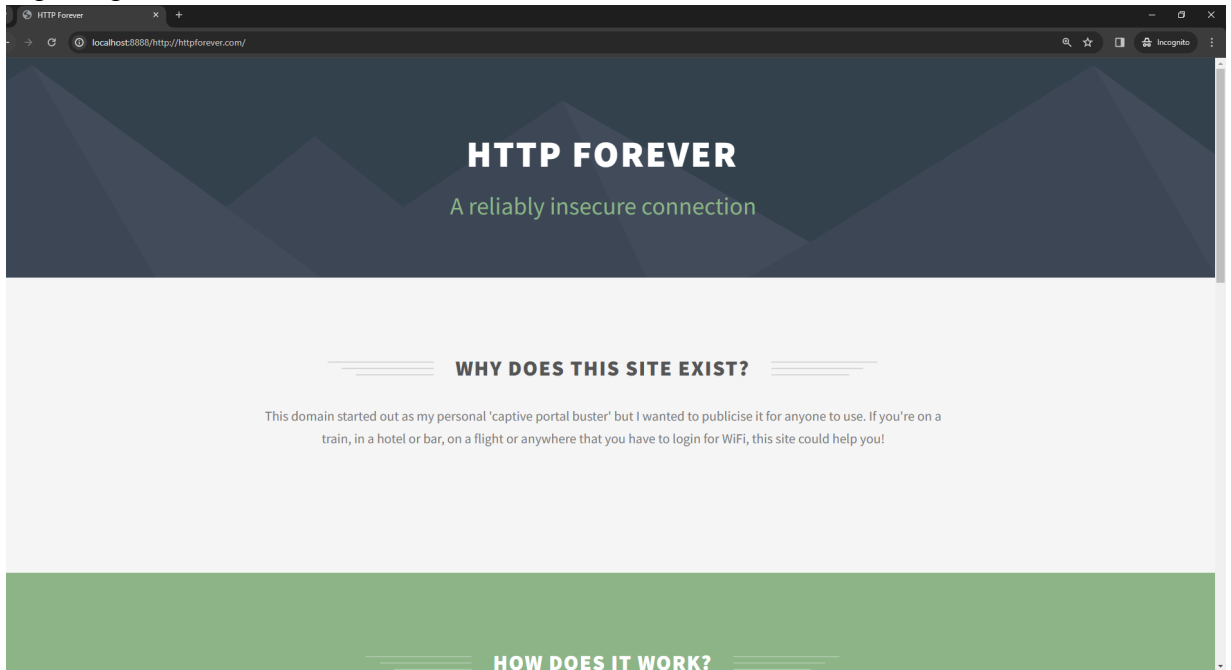 HTTP Forever
localhost:8888/http://httpforever.com/
Incognito
HTTP FOREVER
A reliably insecure connection
WHY DOES THIS SITE EXIST?
This domain started out as my personal 'captive portal buster' but I wanted to publicise it for anyone to use. If you're on a
train, in a hotel or bar, on a flight or anywhere that you have to login for WiFi, this site could help you!
HOW DOES IT WORK?